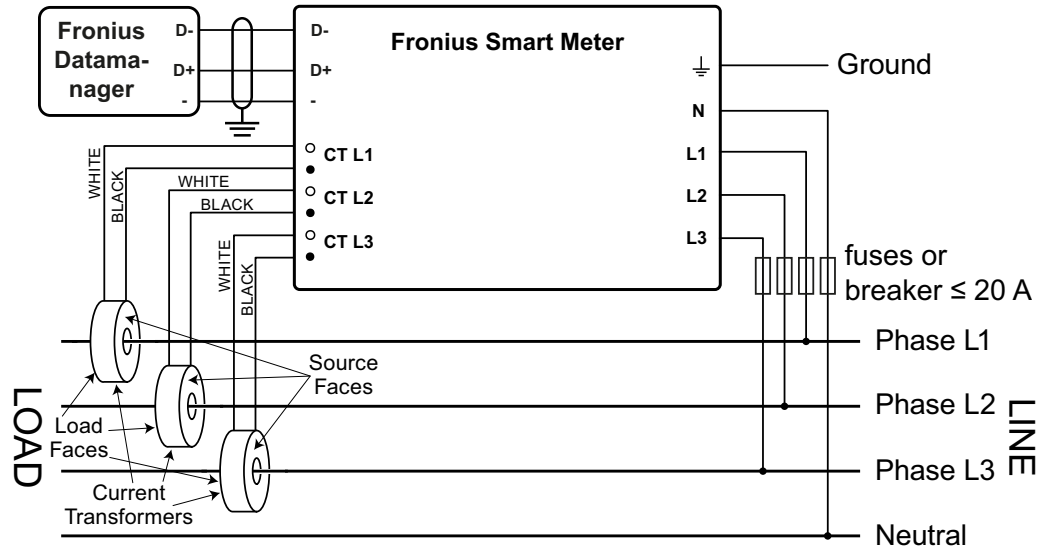 Fronius
Datama-
nager
D-
D+
-
D-
D+
-
Fronius Smart Meter
Ground
N
L1
L2
L3
CT L1
CT L2
CT L3
WHITE
BLACK
WHITE
BLACK
WHITE
BLACK
fuses or
breaker ≤ 20 A
Phase L1
Phase L2
Phase L3
Neutral
Source
Faces
LOAD
LINE
Load
Faces
Current
Transformers